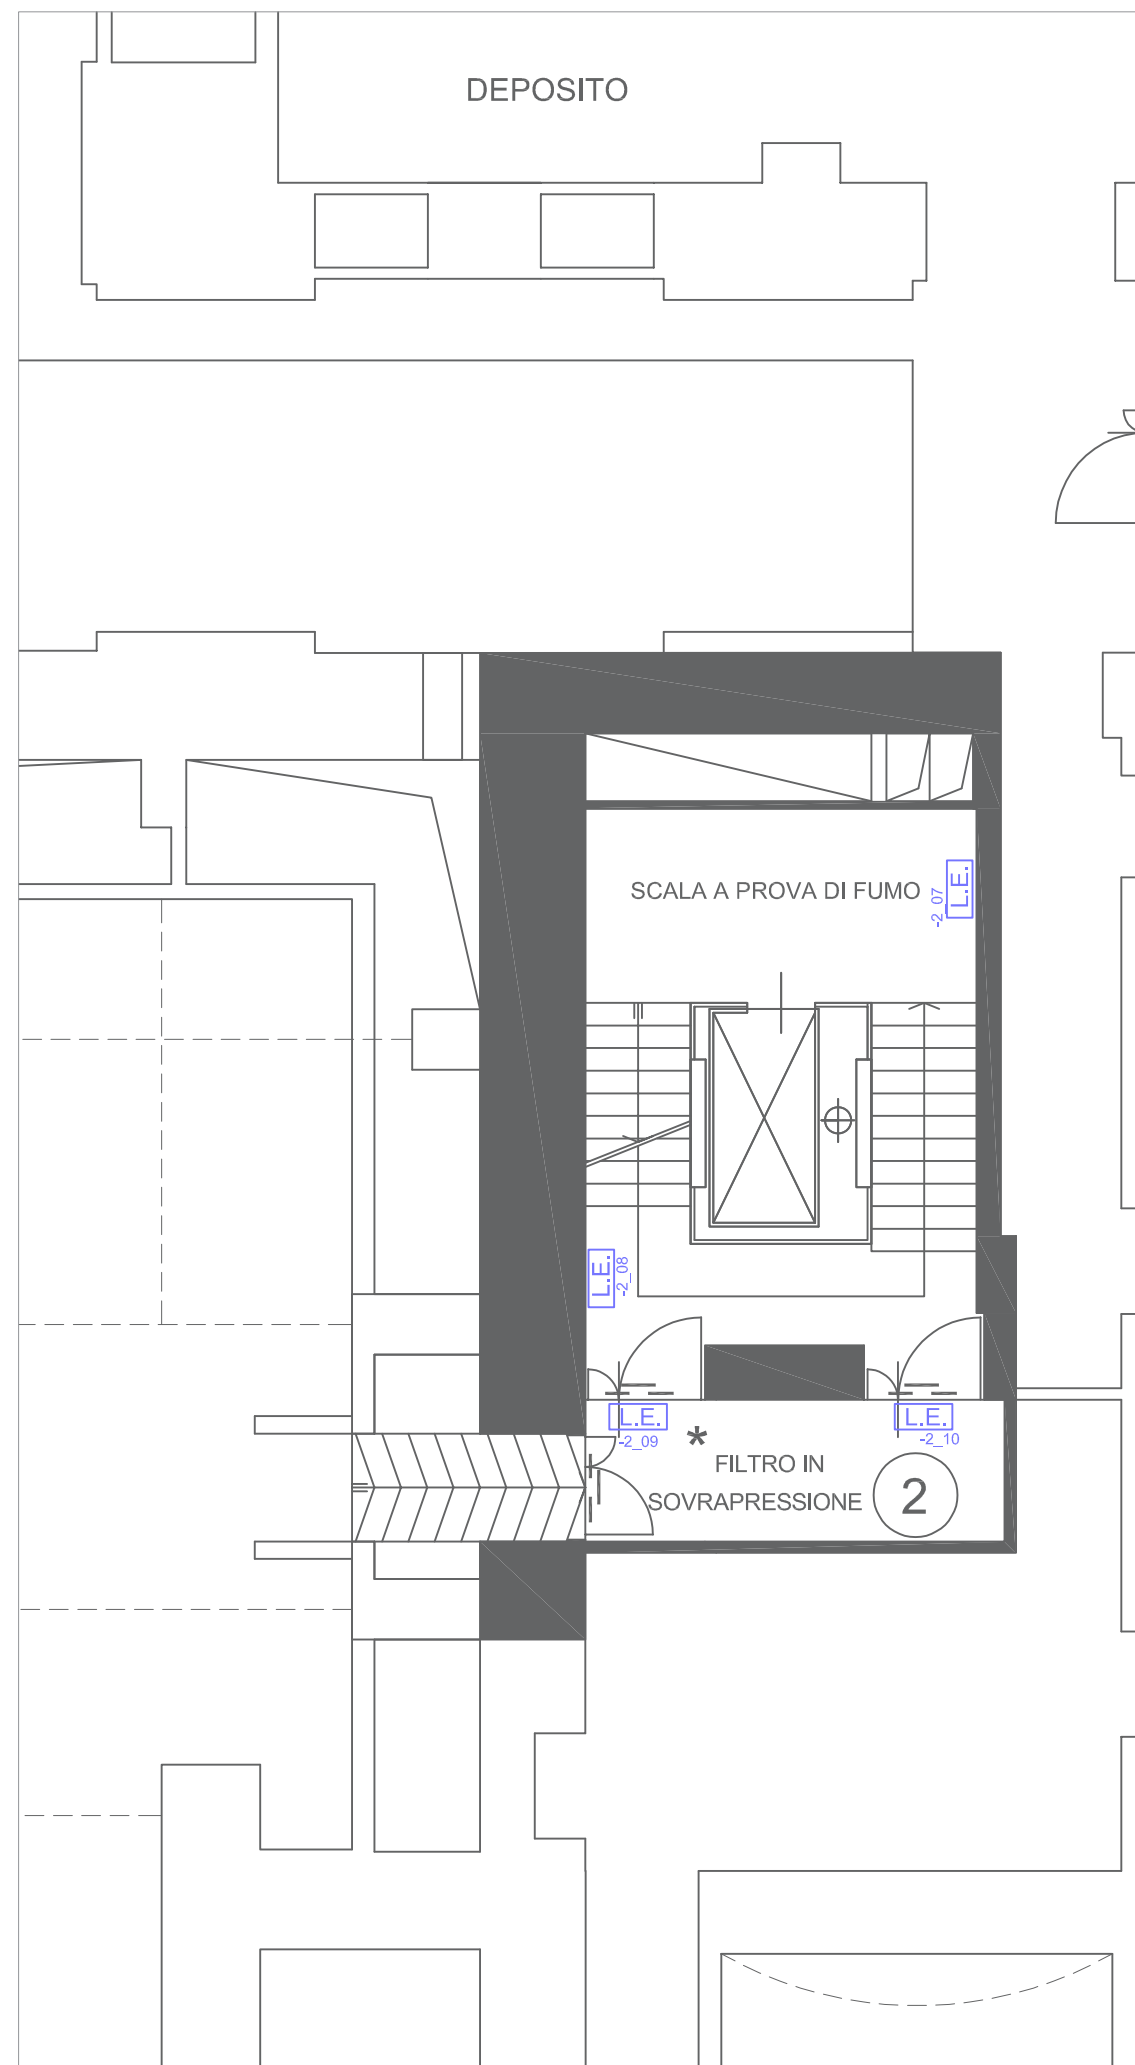 DEPOSITO
SCALA A PROVA DI FUMO
L.E.
-2_07
L.E.
-2_08
L.E.
-2_09
L.E.
-2_10
*
FILTRO IN
SOVRAPRESSIONE
2